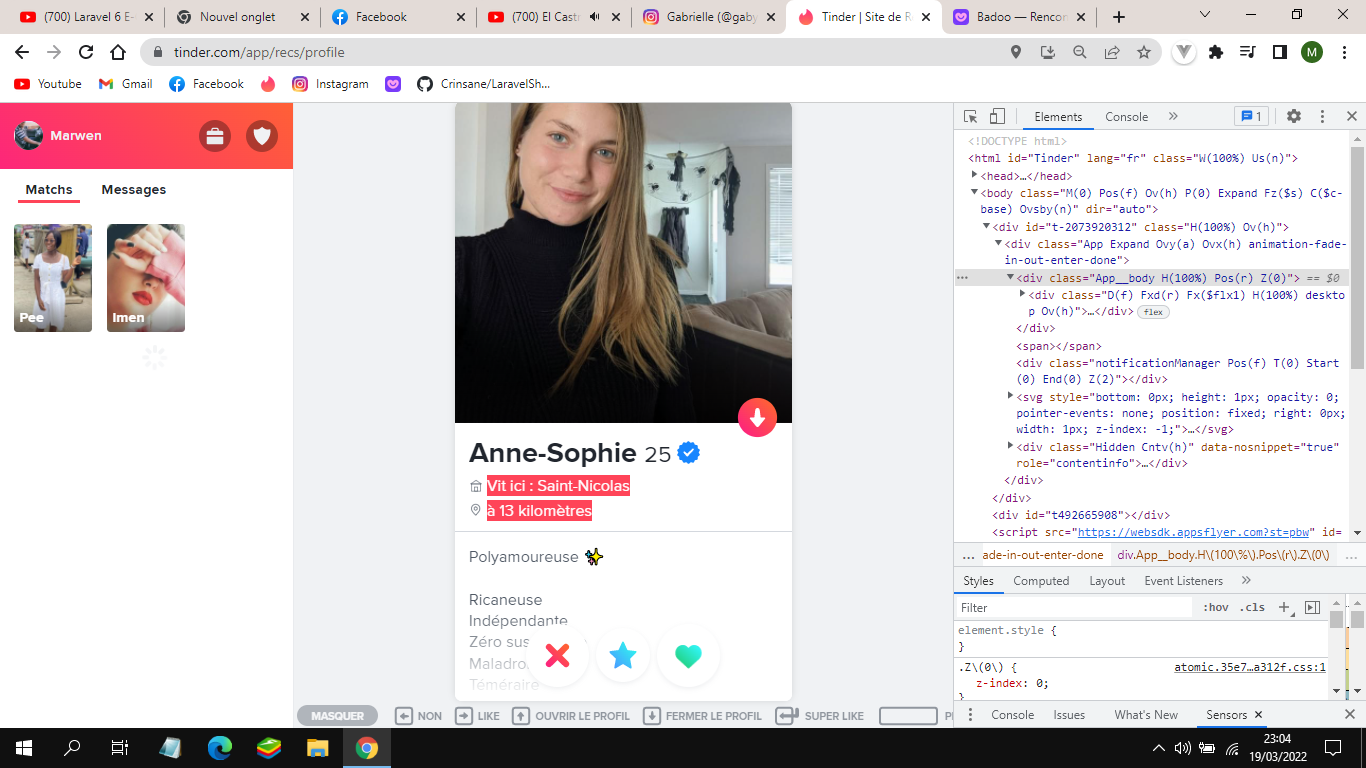 (700) Laravel 6 E-
Nouvel onglet
Facebook
(700) El Cast
Gabrielle (@gaby
Tinder | Site de R
Badoo — Rencon
tinder.com/app/recs/profile
M
Youtube
Gmail
Facebook
Instagram
Crinsane/LaravelSh...
Marwen
Matchs
Messages
Pee
Imen
Anne-Sophie 25
Vit ici : Saint-Nicolas
à 13 kilomètres
Polyamoureuse
Ricaneuse
Indépendante
Zéro sus
Maladro
Téméraire
MASQUER
NON
LIKE
OUVRIR LE PROFIL
FERMER LE PROFIL
SUPER LIKE
Elements
Console
»
1
<!DOCTYPE html>
<html id="Tinder" lang="fr" class="W(100%) Us(n)">
<head>…</head>
<body class="M(0) Pos(f) Ov(h) P(0) Expand Fz($s) C($c-
base) Ovsby(n)" dir="auto">
<div id="t-2073920312" class="H(100%) Ov(h)">
<div class="App Expand Ovy(a) Ovx(h) animation-fade-
in-out-enter-done">
<div class="App__body H(100%) Pos(r) Z(0)"> == $0
<div class="D(f) Fxd(r) Fx($flx1) H(100%) deskto
p Ov(h)">…</div> flex
</div>
<span></span>
<div class="notificationManager Pos(f) T(0) Start
(0) End(0) Z(2)"></div>
<svg style="bottom: 0px; height: 1px; opacity: 0;
pointer-events: none; position: fixed; right: 0px;
width: 1px; z-index: -1;">…</svg>
<div class="Hidden Cntv(h)" data-nosnippet="true"
role="contentinfo">…</div>
</div>
</div>
<div id="t492665908"></div>
<script src="https://websdk.appsflyer.com?st=pbw" id=
... ade-in-out-enter-done
div.App__body.H\(100\%\).Pos\(r\).Z\(0\)
...
Styles
Computed
Layout
Event Listeners
»
Filter
:hov
.cls
element.style {
}
.Z\(0\) {
atomic.35e7…a312f.css:1
z-index: 0;
}
Console
Issues
What's New
Sensors
23:04
19/03/2022